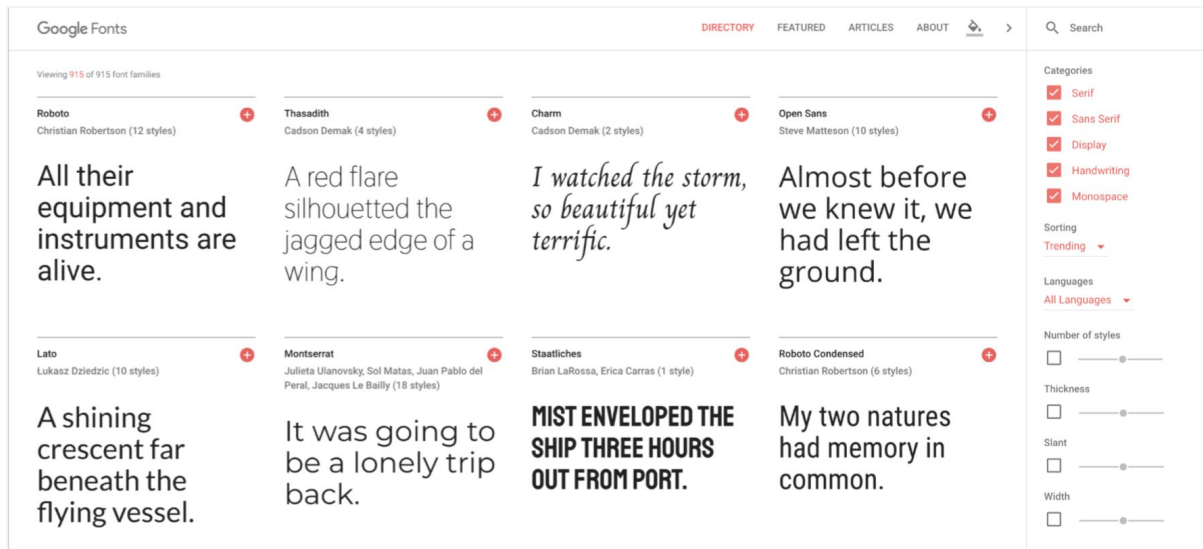 Google Fonts
DIRECTORY FEATURED ARTICLES ABOUT
Search
Viewing 915 of 915 font families
Roboto
Christian Robertson (12 styles)
All their
equipment and
instruments are
alive.
Thasadith
Cadson Demak (4 styles)
A red flare
silhouetted the
jagged edge of a
wing.
Charm
Cadson Demak (2 styles)
I watched the storm,
so beautiful yet
terrific.
Open Sans
Steve Matteson (10 styles)
Almost before
we knew it, we
had left the
ground.
Lato
Łukasz Dziedzic (10 styles)
A shining
crescent far
beneath the
flying vessel.
Montserrat
Julieta Ulanovsky, Sol Matas, Juan Pablo del
Peral, Jacques Le Bailly (18 styles)
It was going to
be a lonely trip
back.
Staatliches
Brian LaRossa, Erica Carras (1 style)
MIST ENVELOPED THE
SHIP THREE HOURS
OUT FROM PORT.
Roboto Condensed
Christian Robertson (6 styles)
My two natures
had memory in
common.
Categories
Serif
Sans Serif
Display
Handwriting
Monospace
Sorting
Trending
Languages
All Languages
Number of styles
Thickness
Slant
Width